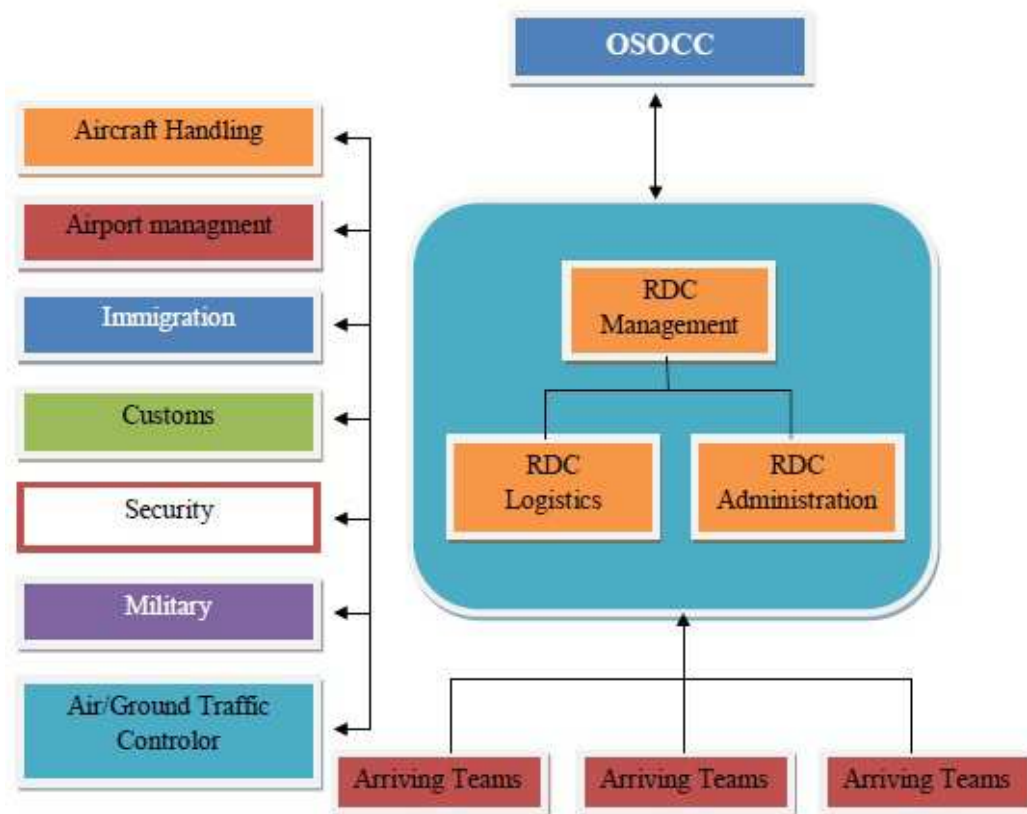 OSOCC
Aircraft Handling
Airport managment
Immigration
Customs
Security
Military
Air/Ground Traffic
Controlor
RDC
Management
RDC
Logistics
RDC
Administration
Arriving Teams
Arriving Teams
Arriving Teams